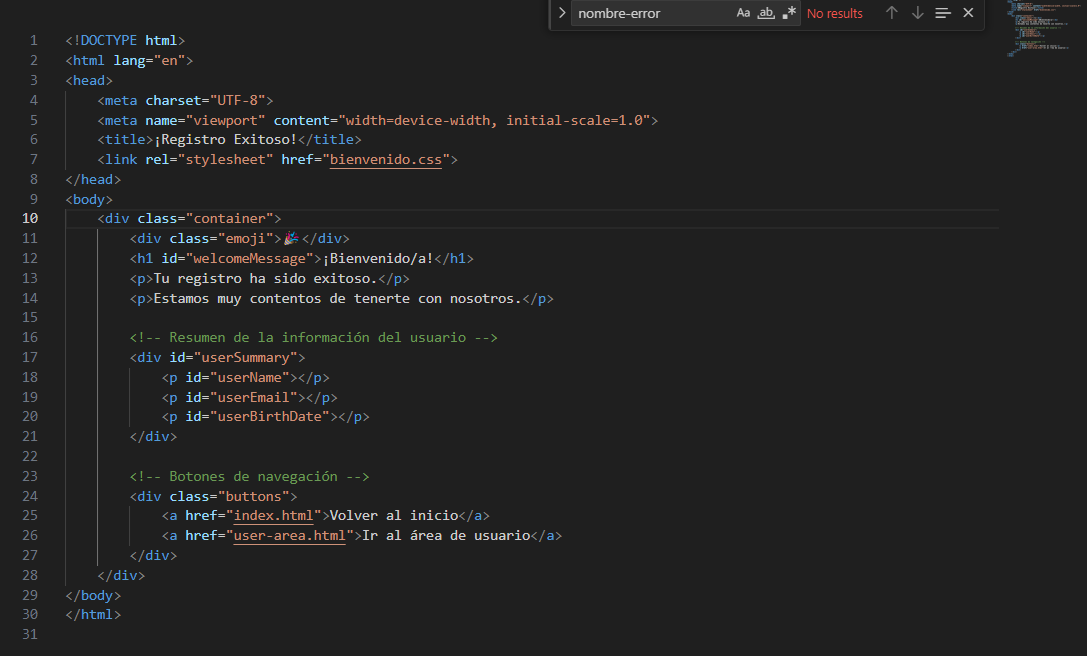 nombre-error Aa ab .* No results
1 <!DOCTYPE html>
2 <html lang="en">
3 <head>
4     <meta charset="UTF-8">
5     <meta name="viewport" content="width=device-width, initial-scale=1.0">
6     <title>¡Registro Exitoso!</title>
7     <link rel="stylesheet" href="bienvenido.css">
8 </head>
9 <body>
10     <div class="container">
11         <div class="emoji">🎉</div>
12         <h1 id="welcomeMessage">¡Bienvenido/a!</h1>
13         <p>Tu registro ha sido exitoso.</p>
14         <p>Estamos muy contentos de tenerte con nosotros.</p>
15
16         <!-- Resumen de la información del usuario -->
17         <div id="userSummary">
18             <p id="userName"></p>
19             <p id="userEmail"></p>
20             <p id="userBirthDate"></p>
21         </div>
22
23         <!-- Botones de navegación -->
24         <div class="buttons">
25             <a href="index.html">Volver al inicio</a>
26             <a href="user-area.html">Ir al área de usuario</a>
27         </div>
28     </div>
29 </body>
30 </html>
31